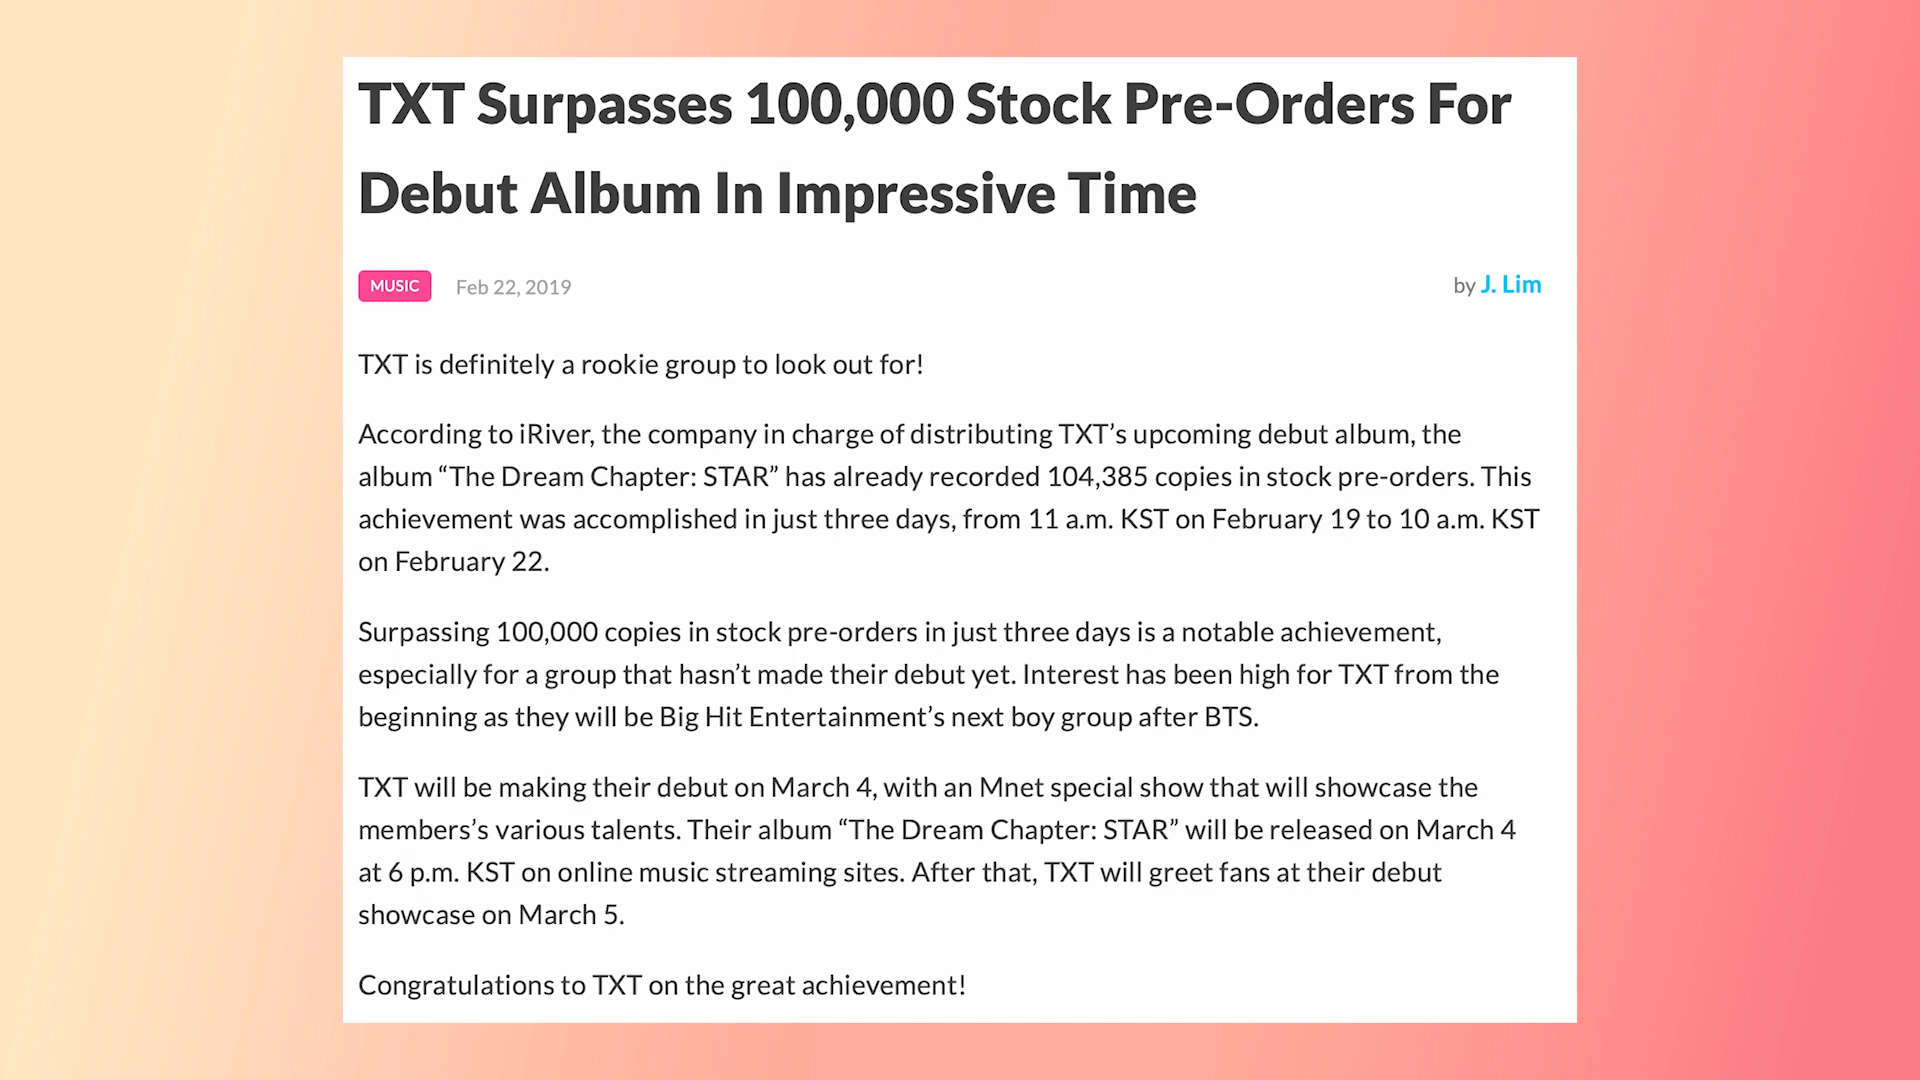 TXT Surpasses 100,000 Stock Pre-Orders For
Debut Album In Impressive Time
MUSIC Feb 22, 2019 by J. Lim
TXT is definitely a rookie group to look out for!
According to iRiver, the company in charge of distributing TXT’s upcoming debut album, the
album “The Dream Chapter: STAR” has already recorded 104,385 copies in stock pre-orders. This
achievement was accomplished in just three days, from 11 a.m. KST on February 19 to 10 a.m. KST
on February 22.
Surpassing 100,000 copies in stock pre-orders in just three days is a notable achievement,
especially for a group that hasn’t made their debut yet. Interest has been high for TXT from the
beginning as they will be Big Hit Entertainment’s next boy group after BTS.
TXT will be making their debut on March 4, with an Mnet special show that will showcase the
members’s various talents. Their album “The Dream Chapter: STAR” will be released on March 4
at 6 p.m. KST on online music streaming sites. After that, TXT will greet fans at their debut
showcase on March 5.
Congratulations to TXT on the great achievement!